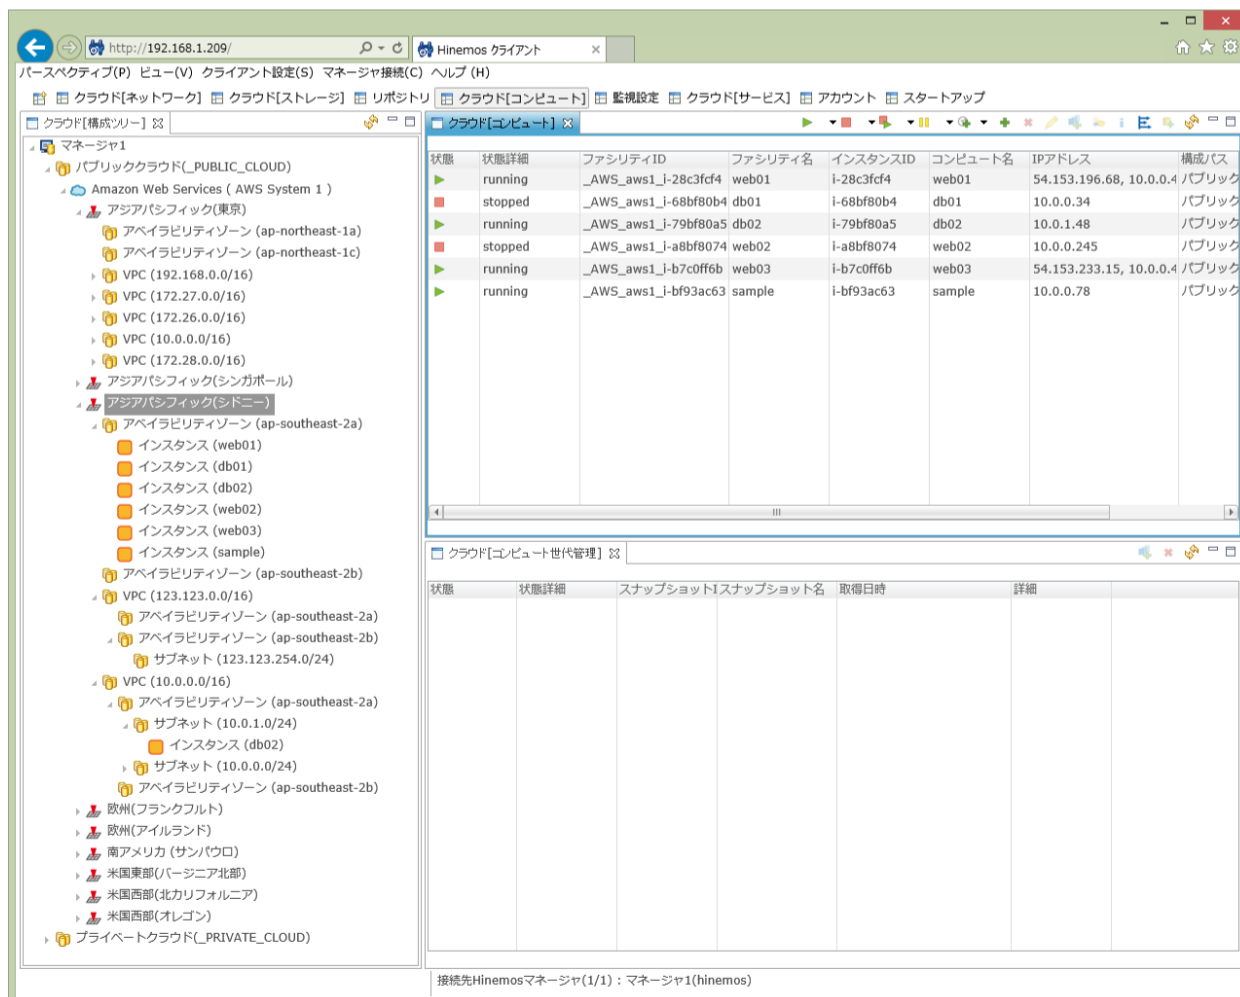 http://192.168.1.209/
Hinemos クライアント
パースペクティブ(P) ビュー(V) クライアント設定(S) マネージャ接続(C) ヘルプ (H)
クラウド[ネットワーク] クラウド[ストレージ] リポジトリ クラウド[コンピュート] 監視設定 クラウド[サービス] アカウント スタートアップ
クラウド[構成ツリー]
マネージャ1
パブリッククラウド(_PUBLIC_CLOUD)
Amazon Web Services ( AWS System 1 )
アジアパシフィック(東京)
アベイラビリティゾーン (ap-northeast-1a)
アベイラビリティゾーン (ap-northeast-1c)
VPC (192.168.0.0/16)
VPC (172.27.0.0/16)
VPC (172.26.0.0/16)
VPC (10.0.0.0/16)
VPC (172.28.0.0/16)
アジアパシフィック(シンガポール)
アジアパシフィック(シドニー)
アベイラビリティゾーン (ap-southeast-2a)
インスタンス (web01)
インスタンス (db01)
インスタンス (db02)
インスタンス (web02)
インスタンス (web03)
インスタンス (sample)
アベイラビリティゾーン (ap-southeast-2b)
VPC (123.123.0.0/16)
アベイラビリティゾーン (ap-southeast-2a)
アベイラビリティゾーン (ap-southeast-2b)
サブネット (123.123.254.0/24)
VPC (10.0.0.0/16)
アベイラビリティゾーン (ap-southeast-2a)
サブネット (10.0.1.0/24)
インスタンス (db02)
サブネット (10.0.0.0/24)
アベイラビリティゾーン (ap-southeast-2b)
欧州(フランクフルト)
欧州(アイルランド)
南アメリカ (サンパウロ)
米国東部(バージニア北部)
米国西部(北カリフォルニア)
米国西部(オレゴン)
プライベートクラウド(_PRIVATE_CLOUD)
クラウド[コンピュート]
状態 状態詳細 ファシリティID ファシリティ名 インスタンスID コンピュート名 IPアドレス 構成パス
running _AWS_aws1_i-28c3fcf4 web01 i-28c3fcf4 web01 54.153.196.68, 10.0.0.4 パブリック
stopped _AWS_aws1_i-68bf80b4 db01 i-68bf80b4 db01 10.0.0.34 パブリック
running _AWS_aws1_i-79bf80a5 db02 i-79bf80a5 db02 10.0.1.48 パブリック
stopped _AWS_aws1_i-a8bf8074 web02 i-a8bf8074 web02 10.0.0.245 パブリック
running _AWS_aws1_i-b7c0ff6b web03 i-b7c0ff6b web03 54.153.233.15, 10.0.0.4 パブリック
running _AWS_aws1_i-bf93ac63 sample i-bf93ac63 sample 10.0.0.78 パブリック
クラウド[コンピュート世代管理]
状態 状態詳細 スナップショットI スナップショット名 取得日時 詳細
接続先Hinemosマネージャ(1/1) : マネージャ1(hinemos)